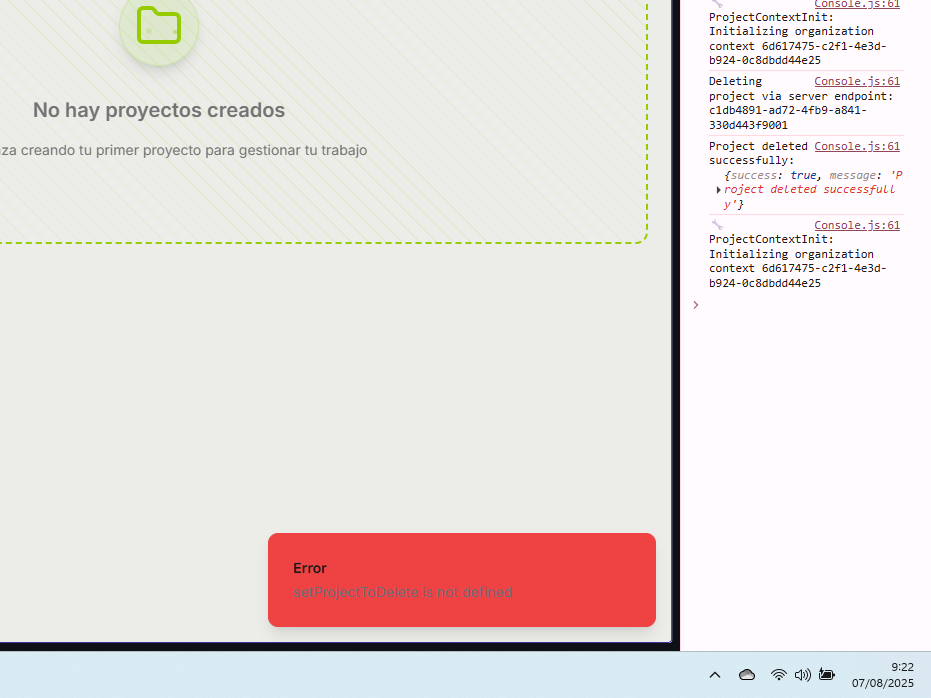 No hay proyectos creados
za creando tu primer proyecto para gestionar tu trabajo
Error
setProjectToDelete is not defined
Console.js:61
ProjectContextInit:
Initializing organization
context 6d617475-c2f1-4e3d-
b924-0c8dbdd44e25
Deleting Console.js:61
project via server endpoint:
c1db4891-ad72-4fb9-a841-
330d443f9001
Project deleted Console.js:61
successfully:
{success: true, message: 'P
roject deleted successfull
y'}
Console.js:61
ProjectContextInit:
Initializing organization
context 6d617475-c2f1-4e3d-
b924-0c8dbdd44e25
9:22
07/08/2025